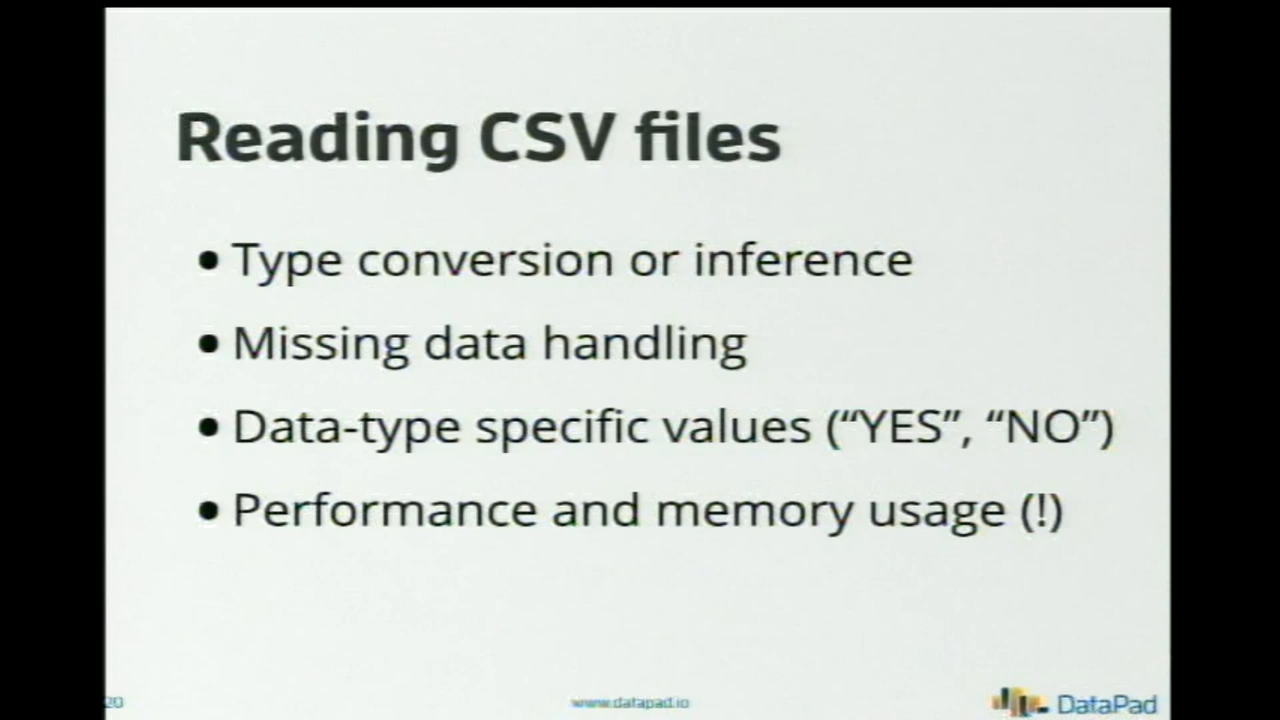 Reading CSV files
• Type conversion or inference
• Missing data handling
• Data-type specific values (“YES”, “NO”)
• Performance and memory usage (!)
20
www.datapad.io
DataPad